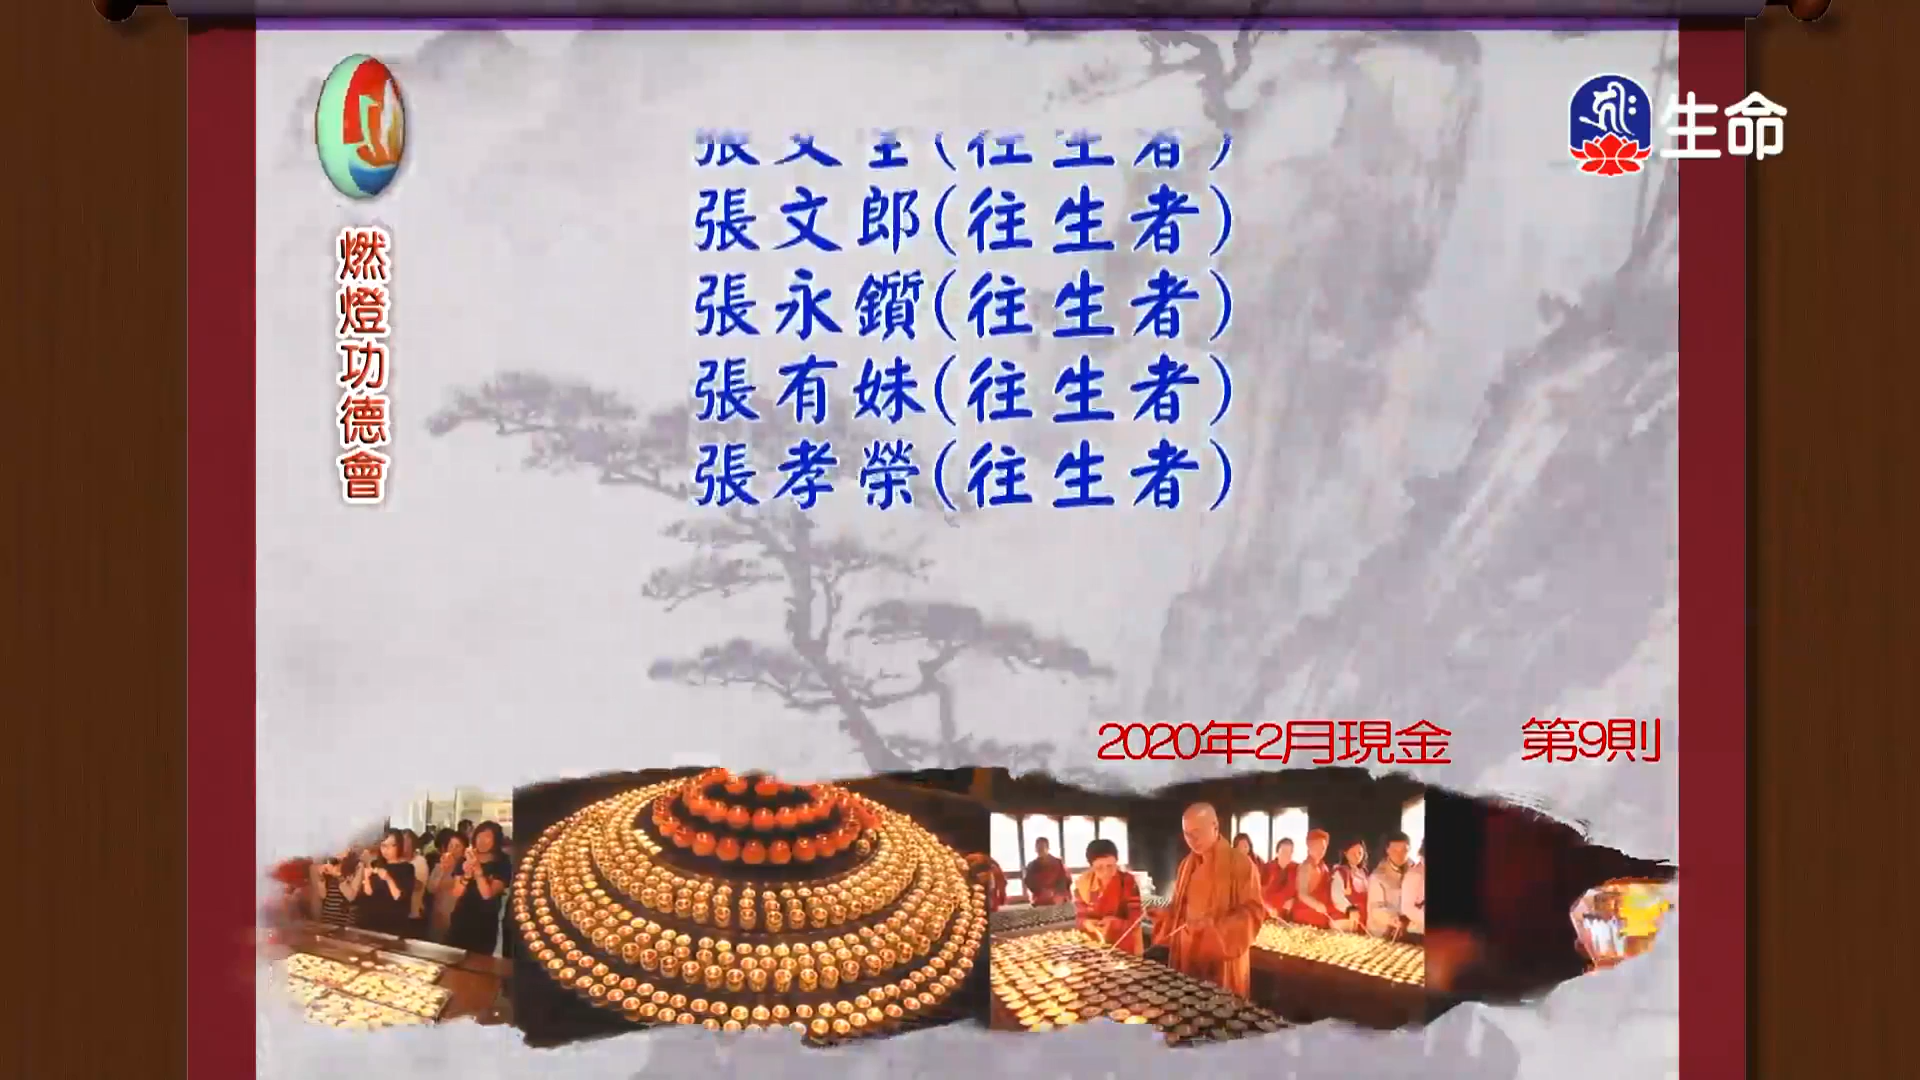 生命
燃燈功德會
張文郎(往生者)
張永鑽(往生者)
張有妹(往生者)
張孝榮(往生者)
2020年2月現金 第9則